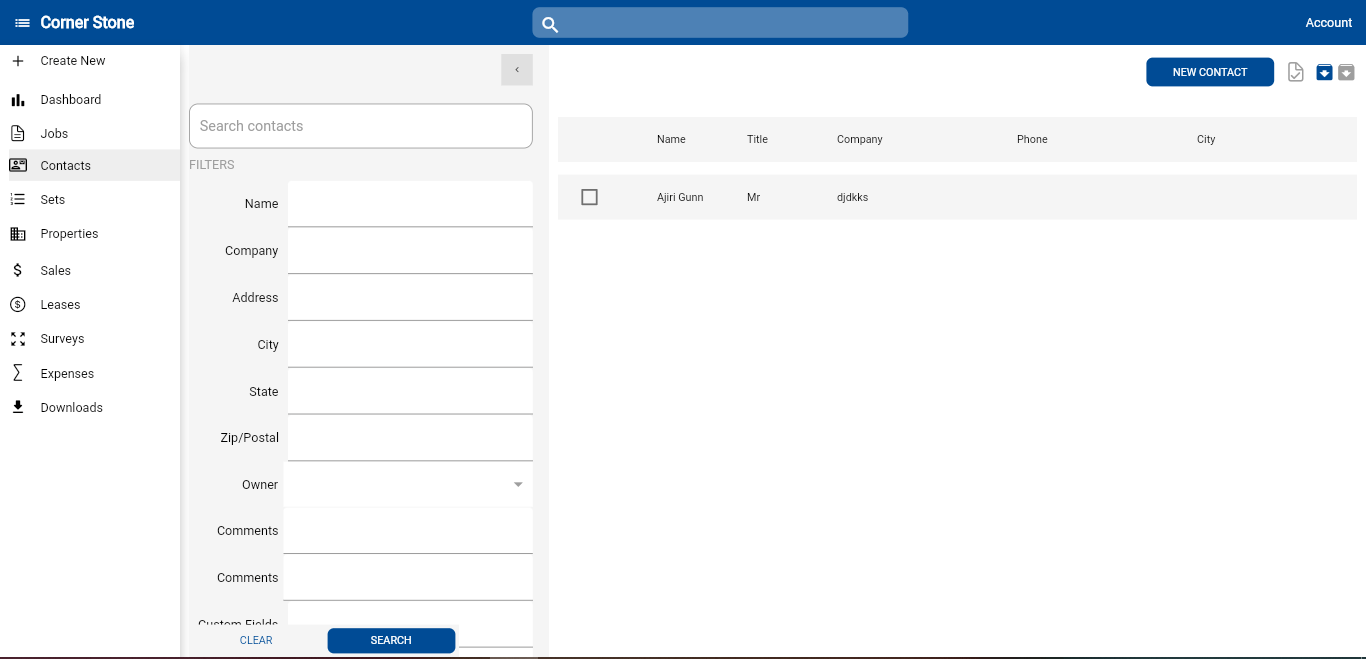 Corner Stone
Account
Create New
Dashboard
Jobs
Contacts
Sets
Properties
Sales
Leases
Surveys
Expenses
Downloads
Search contacts
FILTERS
Name
Company
Address
City
State
Zip/Postal
Owner
Comments
Comments
Custom Fields
CLEAR
SEARCH
NEW CONTACT
Name Title Company Phone City
Ajiri Gunn Mr djdkks